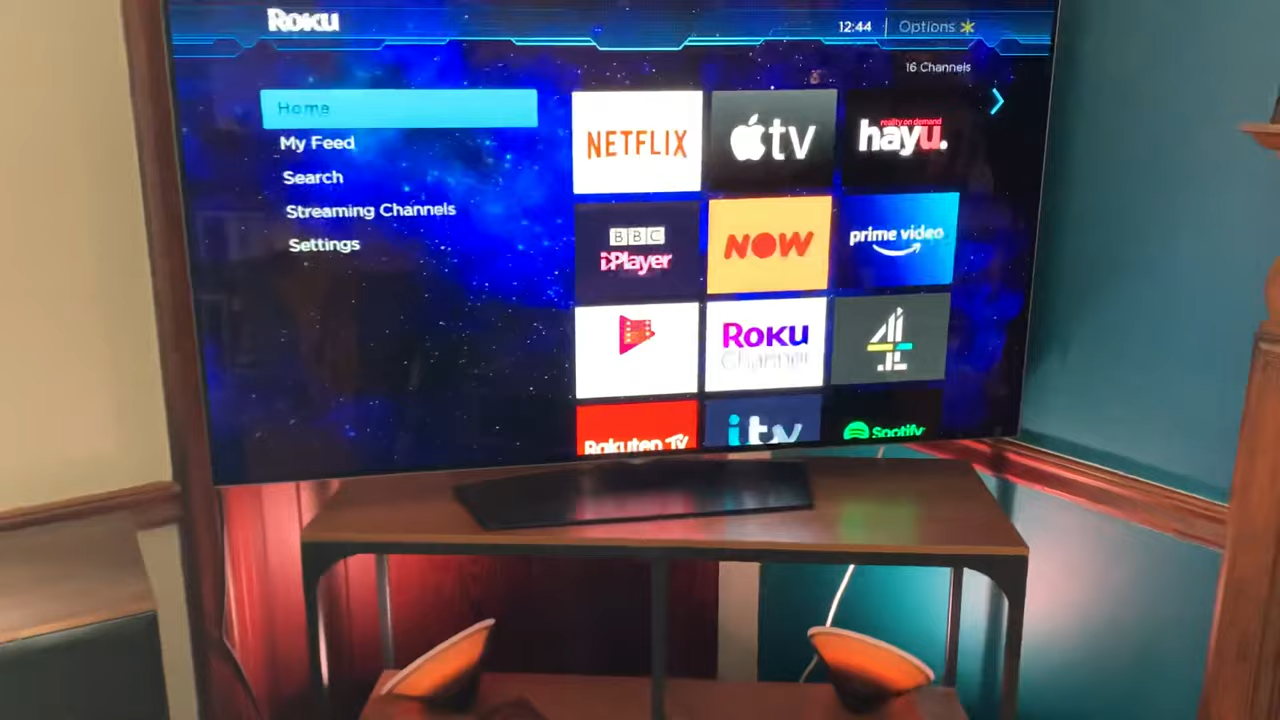 Roku
12:44 | Options
16 Channels
Home
My Feed
Search
Streaming Channels
Settings
NETFLIX
tv
reality on demand
hayu.
BBC
iPlayer
NOW
prime video
Roku
Channel
4
Rakuten TV
itv
Spotify